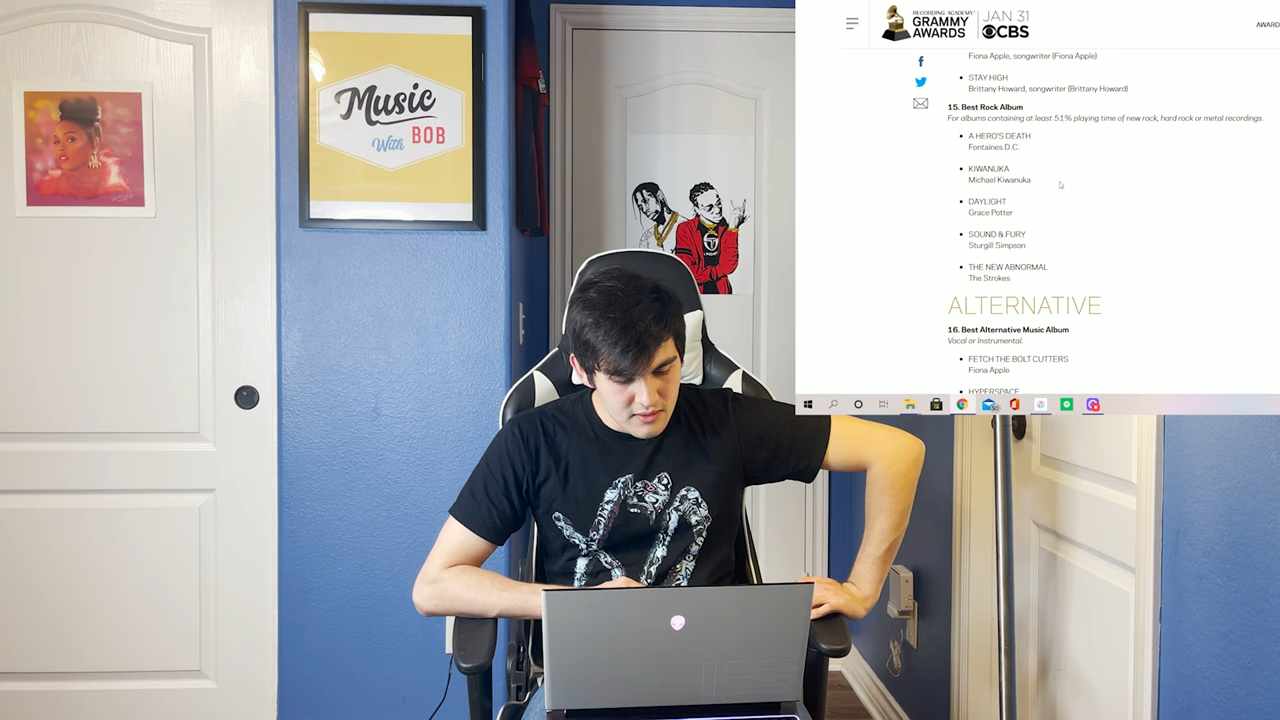 Music
With BOB
XO
RECORDING ACADEMY
GRAMMY
AWARDS
JAN 31
CBS
AWARD
Fiona Apple, songwriter (Fiona Apple)
STAY HIGH
Brittany Howard, songwriter (Brittany Howard)
15. Best Rock Album
For albums containing at least 51% playing time of new rock, hard rock or metal recordings.
A HERO'S DEATH
Fontaines D.C.
KIWANUKA
Michael Kiwanuka
DAYLIGHT
Grace Potter
SOUND & FURY
Sturgill Simpson
THE NEW ABNORMAL
The Strokes
ALTERNATIVE
16. Best Alternative Music Album
Vocal or Instrumental.
FETCH THE BOLT CUTTERS
Fiona Apple
HYPERSPACE